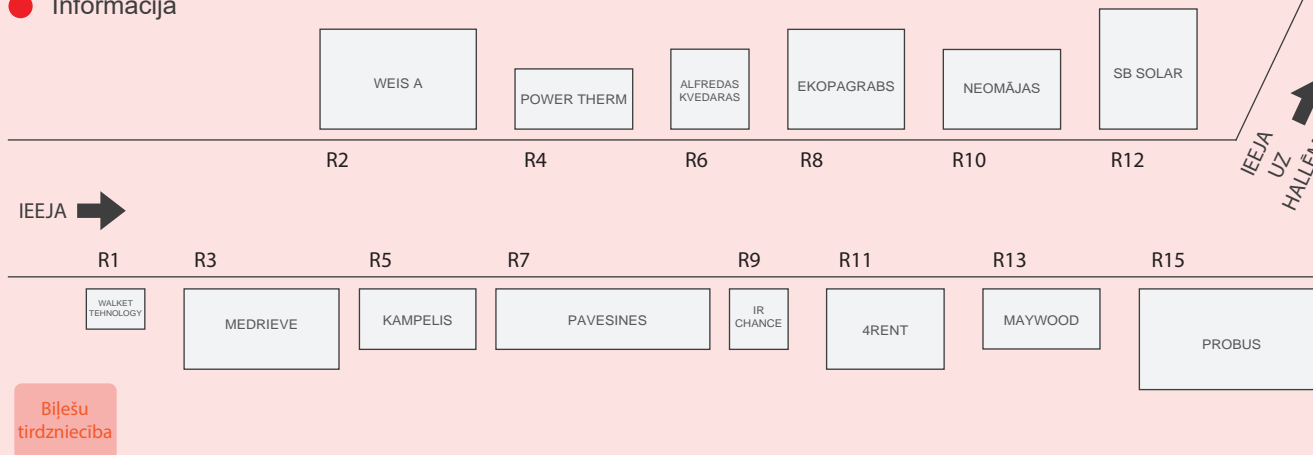 Informācija
WEIS A
POWER THERM
ALFREDAS
KVEDARAS
EKOPAGRABS
NEOMĀJAS
SB SOLAR
R2
R4
R6
R8
R10
R12
IEEJA
UZ
HALLĒM
IEEJA
R1
R3
R5
R7
R9
R11
R13
R15
WALKET
TEHNOLOGY
MEDRIEVE
KAMPELIS
PAVESINES
IR
CHANCE
4RENT
MAYWOOD
PROBUS
Biļešu
tirdzniecība